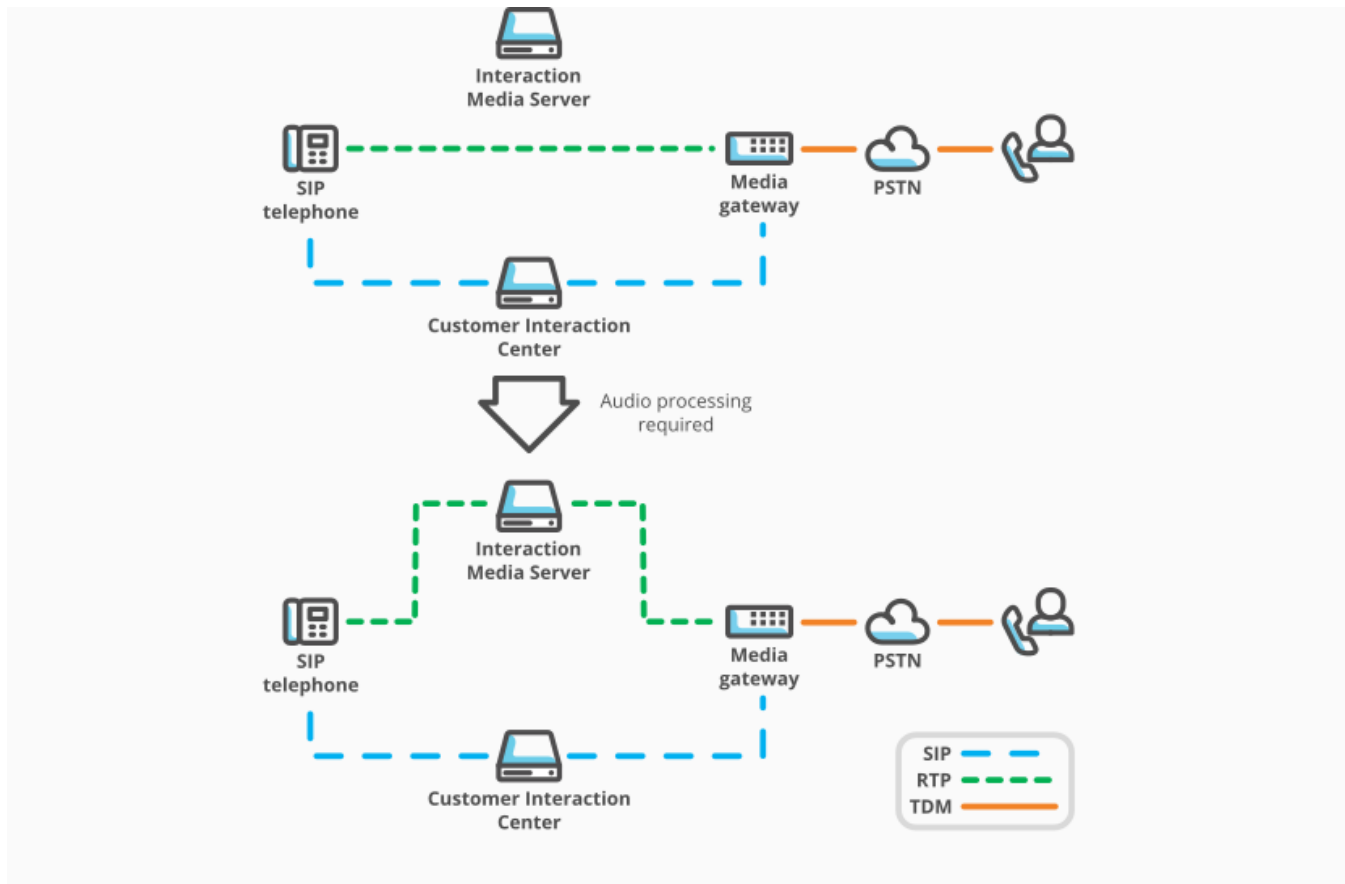 Interaction
Media Server
SIP
telephone
Media
gateway
PSTN
Customer Interaction
Center
Audio processing
required
Interaction
Media Server
SIP
telephone
Media
gateway
PSTN
Customer Interaction
Center
SIP
RTP
TDM